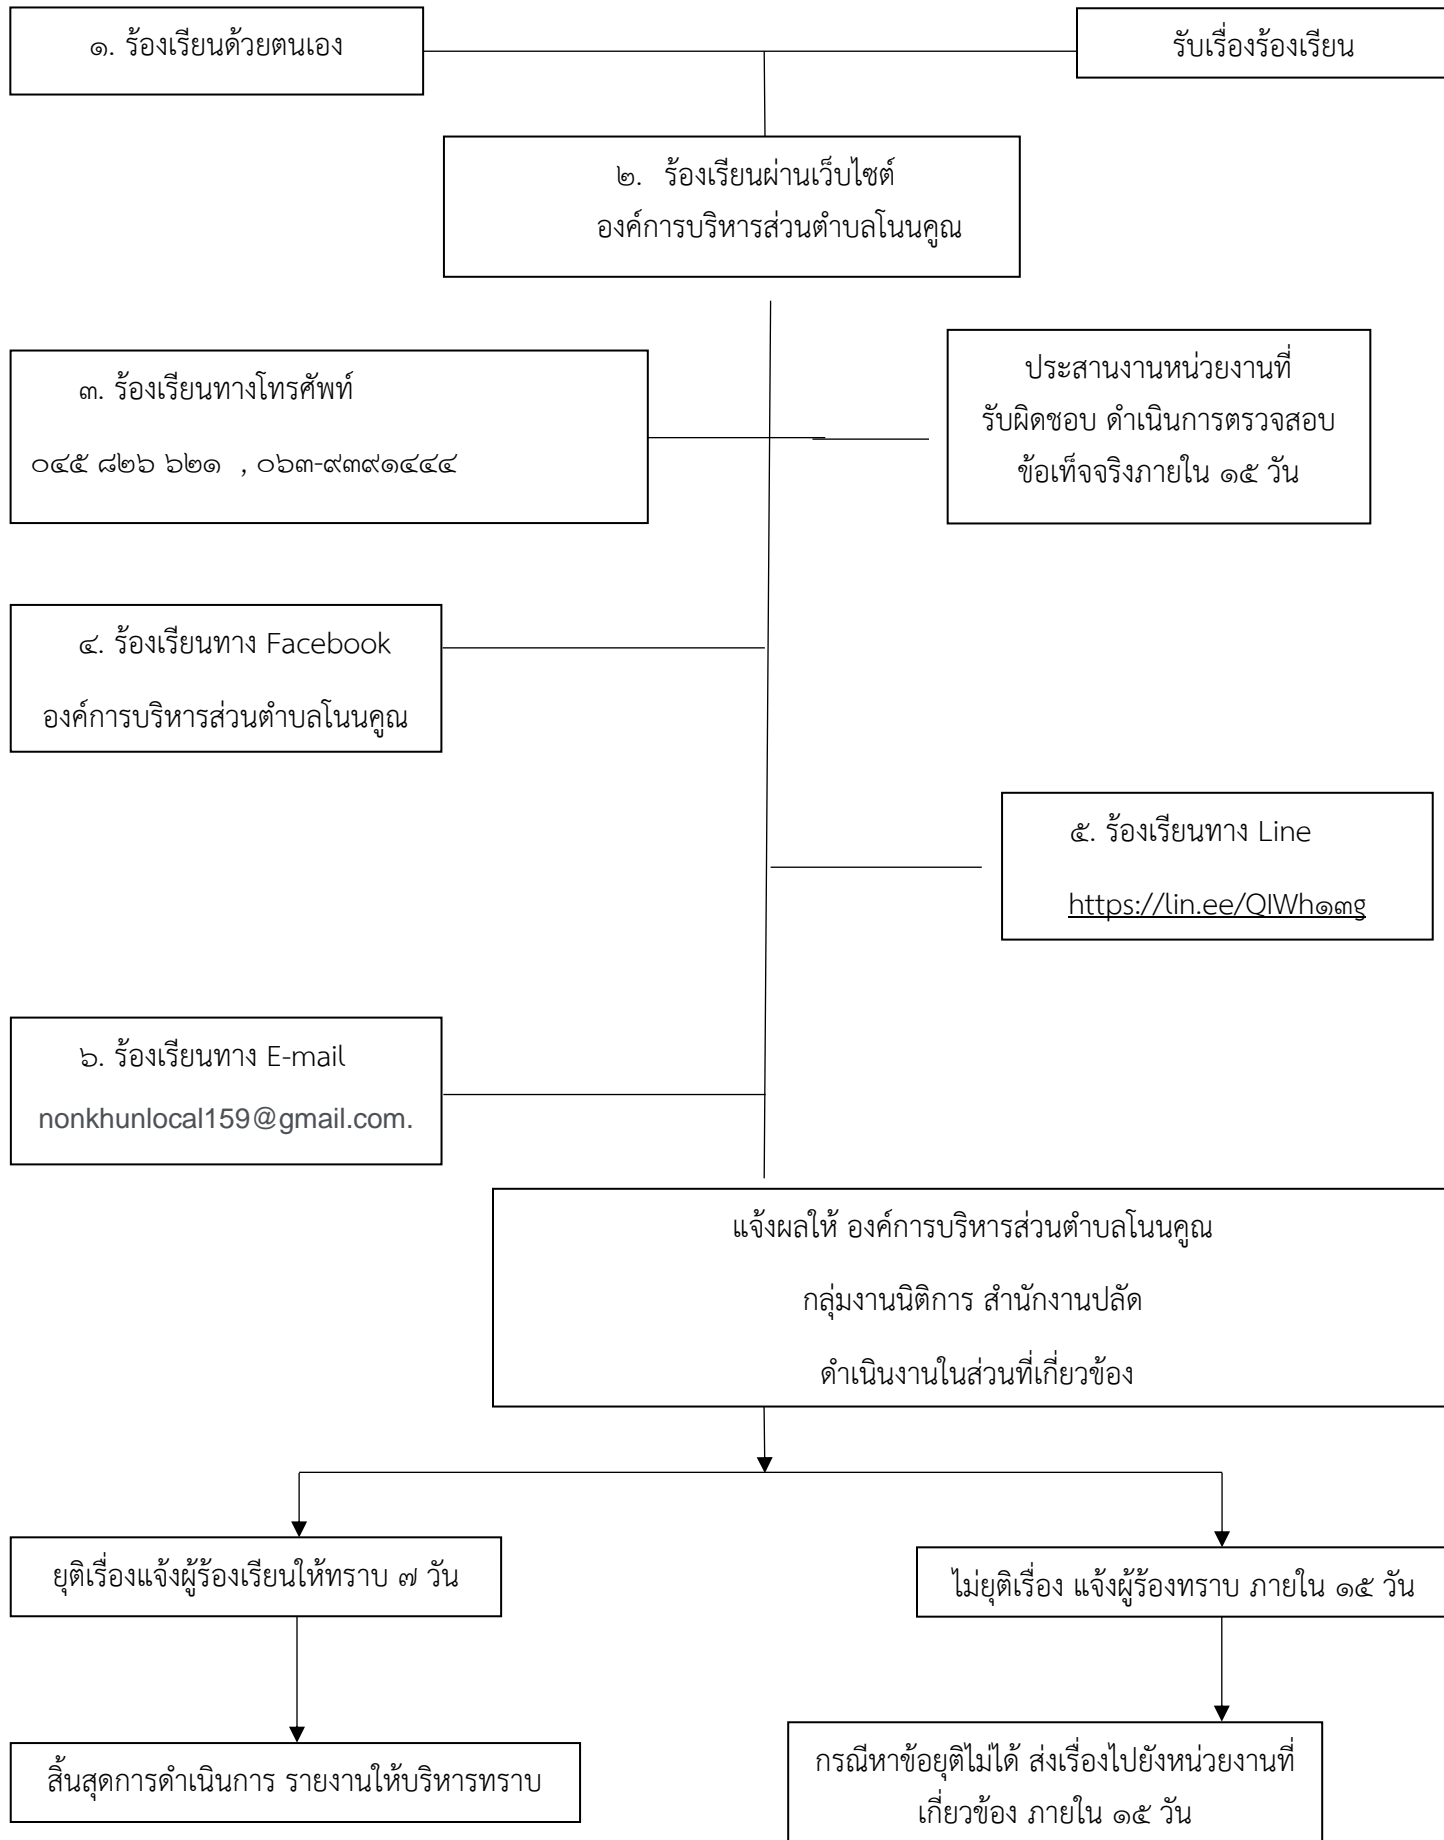 ๑. ร้องเรียนด้วยตนเอง
รับเรื่องร้องเรียน
๒. ร้องเรียนผ่านเว็บไซต์
องค์การบริหารส่วนตำบลโนนคูณ
๓. ร้องเรียนทางโทรศัพท์
๐๔๕ ๘๒๖ ๖๒๑ , ๐๖๓-๙๓๙๑๔๔๔
ประสานงานหน่วยงานที่
รับผิดชอบ ดำเนินการตรวจสอบ
ข้อเท็จจริงภายใน ๑๕ วัน
๔. ร้องเรียนทาง Facebook
องค์การบริหารส่วนตำบลโนนคูณ
๕. ร้องเรียนทาง Line
https://lin.ee/QIWh๑๓g
๖. ร้องเรียนทาง E-mail
nonkhunlocal159@gmail.com.
แจ้งผลให้ องค์การบริหารส่วนตำบลโนนคูณ
กลุ่มงานนิติการ สำนักงานปลัด
ดำเนินงานในส่วนที่เกี่ยวข้อง
ยุติเรื่องแจ้งผู้ร้องเรียนให้ทราบ ๗ วัน
ไม่ยุติเรื่อง แจ้งผู้ร้องทราบ ภายใน ๑๕ วัน
สิ้นสุดการดำเนินการ รายงานให้บริหารทราบ
กรณีหาข้อยุติไม่ได้ ส่งเรื่องไปยังหน่วยงานที่
เกี่ยวข้อง ภายใน ๑๕ วัน